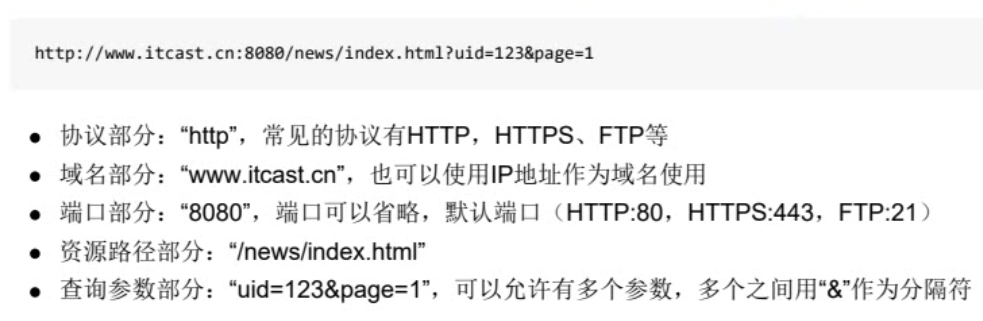 http://www.itcast.cn:8080/news/index.html?uid=123&page=1
● 协议部分：“http”，常见的协议有HTTP，HTTPS、FTP等
● 域名部分：“www.itcast.cn”，也可以使用IP地址作为域名使用
● 端口部分：“8080”，端口可以省略，默认端口（HTTP:80，HTTPS:443，FTP:21）
● 资源路径部分：“/news/index.html”
● 查询参数部分：“uid=123&page=1”，可以允许有多个参数，多个之间用“&”作为分隔符